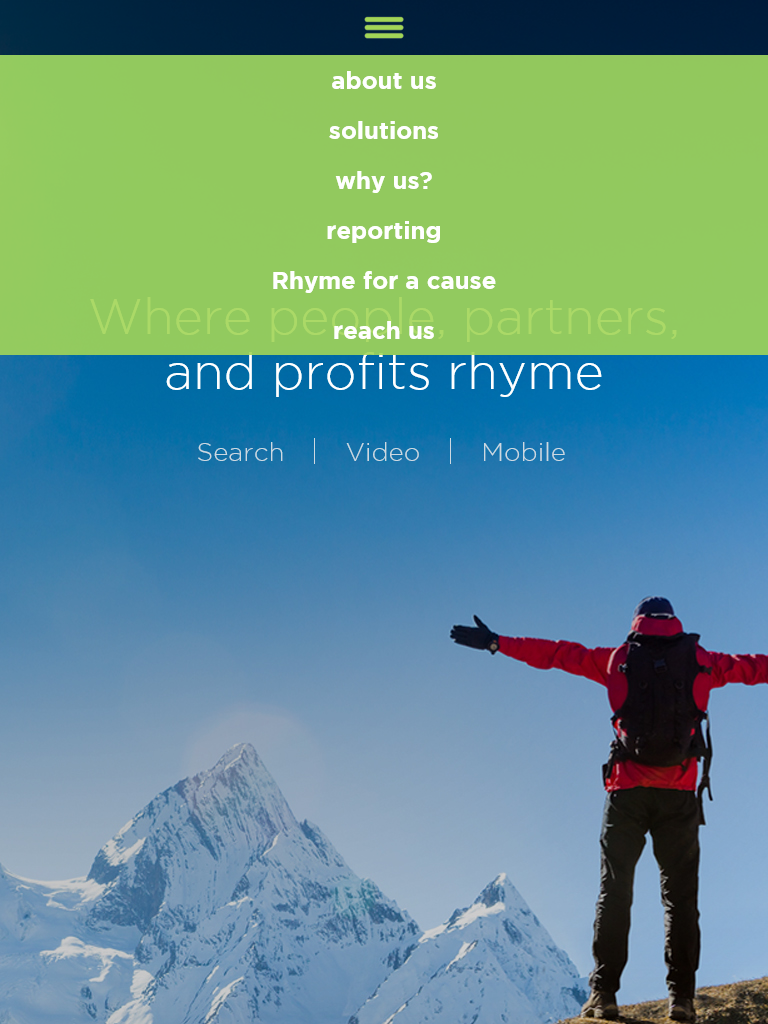 about us
solutions
why us?
reporting
Rhyme for a cause
Where people, partners,
reach us
and profits rhyme
Search | Video | Mobile